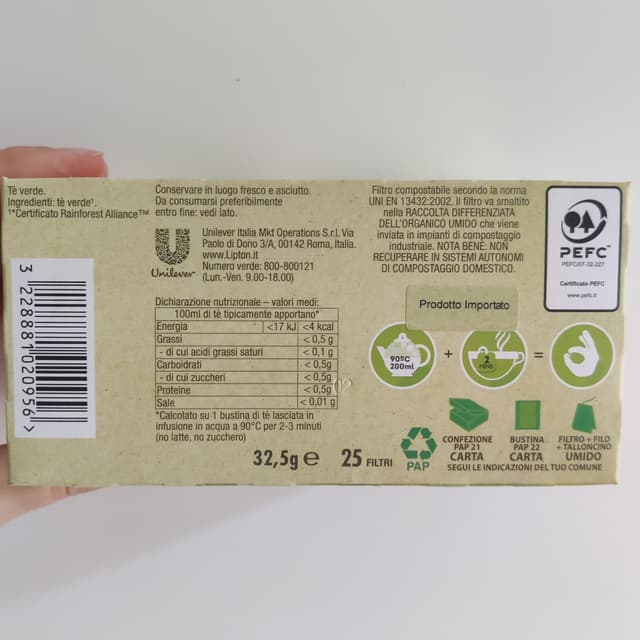 Tè verde.
Ingredienti: tè verde¹.
¹*Certificato Rainforest Alliance™
3 228881 020956 >
Conservare in luogo fresco e asciutto.
Da consumarsi preferibilmente
entro fine: vedi lato.
Unilever
Unilever Italia Mkt Operations S.r.l. Via
Paolo di Dono 3/A, 00142 Roma, Italia.
www.Lipton.it
Numero verde: 800-800121
(Lun.-Ven. 9.00-18.00)
Dichiarazione nutrizionale – valori medi:
100ml di tè tipicamente apportano*
Energia <17 kJ <4 kcal
Grassi < 0,5 g
- di cui acidi grassi saturi < 0,1 g
Carboidrati < 0,5g
- di cui zuccheri < 0,5g
Proteine < 0,5g
Sale < 0,01 g
*Calcolato su 1 bustina di tè lasciata in
infusione in acqua a 90°C per 2-3 minuti
(no latte, no zucchero)
32,5g e 25 FILTRI
Filtro compostabile secondo la norma
UNI EN 13432:2002. Il filtro va smaltito
nella RACCOLTA DIFFERENZIATA
DELL'ORGANICO UMIDO che viene
inviata in impianti di compostaggio
industriale. NOTA BENE: NON
RECUPERARE IN SISTEMI AUTONOMI
DI COMPOSTAGGIO DOMESTICO.
PEFC™
PEFC/07-32-227
Certificato PEFC
www.pefc.it
Prodotto Importato
90ºC
200ml
+
2
MINS
=
PAP
CONFEZIONE
PAP 21
CARTA
BUSTINA
PAP 22
CARTA
FILTRO + FILO
+ TALLONCINO
UMIDO
SEGUI LE INDICAZIONI DEL TUO COMUNE